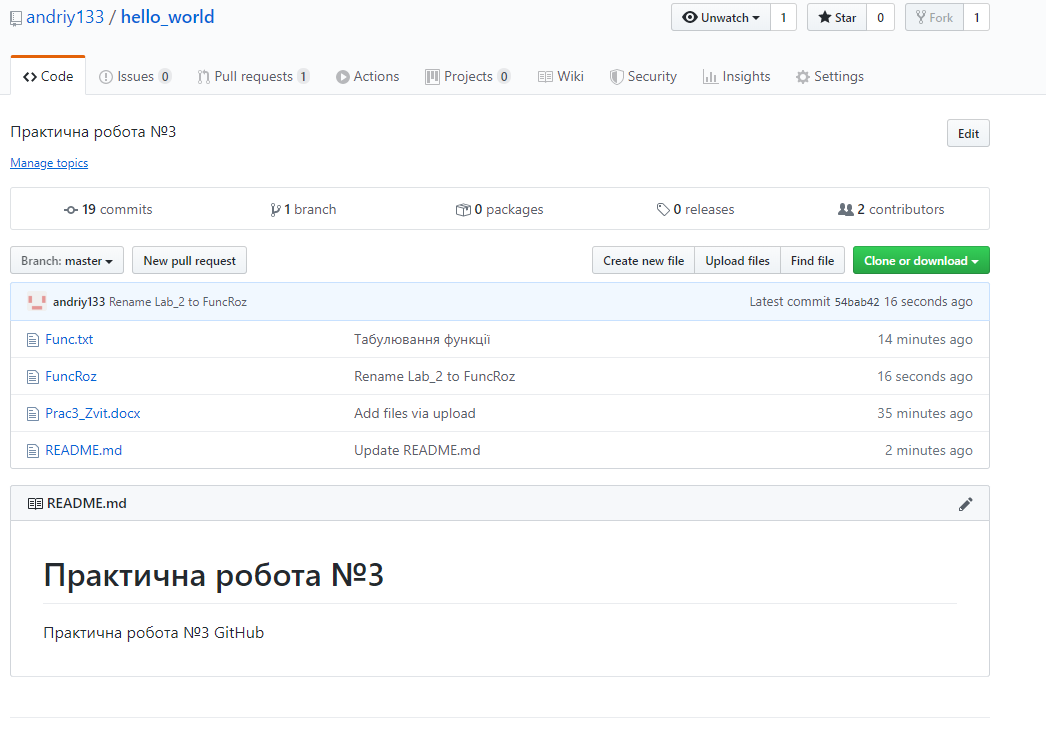 andriy133 / hello_world
Unwatch 1 Star 0 Fork 1
Code Issues 0 Pull requests 1 Actions Projects 0 Wiki Security Insights Settings
Практична робота №3 Edit
Manage topics
19 commits 1 branch 0 packages 0 releases 2 contributors
Branch: master New pull request Create new file Upload files Find file Clone or download
andriy133 Rename Lab_2 to FuncRoz Latest commit 54bab42 16 seconds ago
Func.txt Табулювання функції 14 minutes ago
FuncRoz Rename Lab_2 to FuncRoz 16 seconds ago
Prac3_Zvit.docx Add files via upload 35 minutes ago
README.md Update README.md 2 minutes ago
README.md
Практична робота №3
Практична робота №3 GitHub